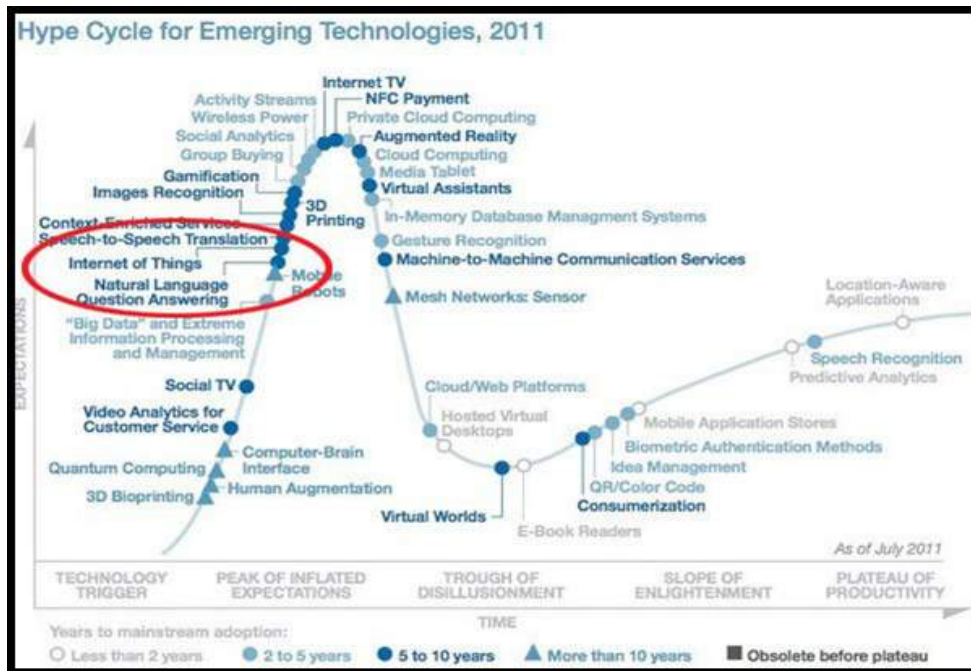 Hype Cycle for Emerging Technologies, 2011
Internet TV
NFC Payment
Activity Streams
Wireless Power
Private Cloud Computing
Social Analytics
Augmented Reality
Group Buying
Cloud Computing
Gamification
Media Tablet
Images Recognition
Virtual Assistants
3D
Printing
Context-Enriched Services
In-Memory Database Managment Systems
Speech-to-Speech Translation
Gesture Recognition
Internet of Things
Machine-to-Machine Communication Services
Natural Language
Question Answering
Mobile
Robots
Mesh Networks: Sensor
Location-Aware
Applications
"Big Data" and Extreme
Information Processing
and Management
Speech Recognition
Predictive Analytics
Social TV
Cloud/Web Platforms
Video Analytics for
Customer Service
Hosted Virtual
Desktops
Mobile Application Stores
Biometric Authentication Methods
Computer-Brain
Interface
Idea Management
Quantum Computing
QR/Color Code
Human Augmentation
3D Bioprinting
Consumerization
Virtual Worlds
E-Book Readers
EXPECTATIONS
As of July 2011
TECHNOLOGY
TRIGGER
PEAK OF INFLATED
EXPECTATIONS
TROUGH OF
DISILLUSIONMENT
SLOPE OF
ENLIGHTENMENT
PLATEAU OF
PRODUCTIVITY
TIME
Years to mainstream adoption:
Less than 2 years
2 to 5 years
5 to 10 years
More than 10 years
Obsolete before plateau